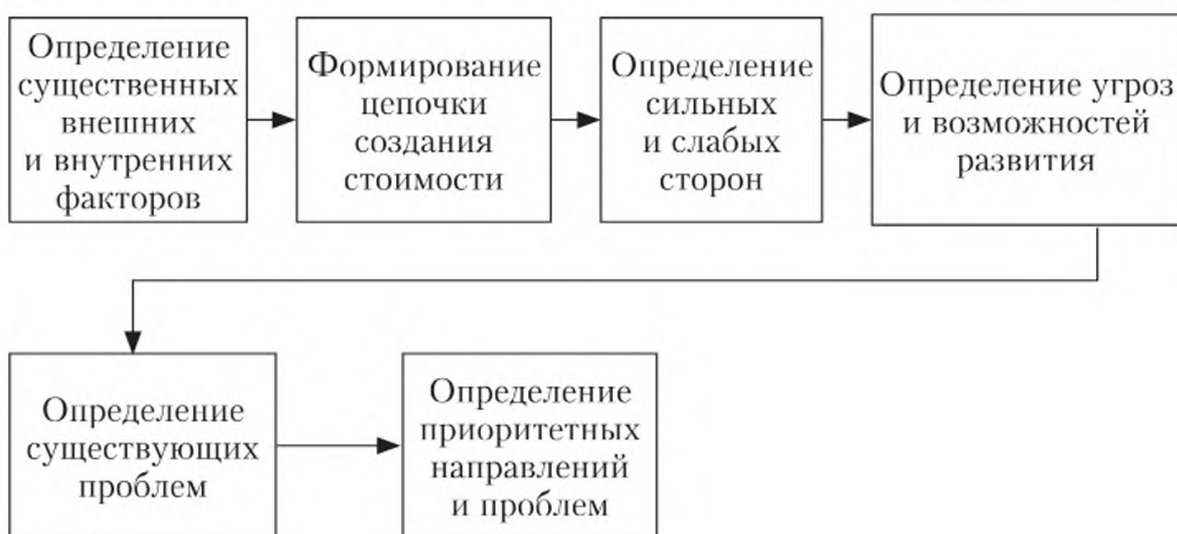 Определение
существенных
внешних
и внутренних
факторов
Формирование
цепочки
создания
стоимости
Определение
сильных
и слабых
сторон
Определение угроз
и возможностей
развития
Определение
существующих
проблем
Определение
приоритетных
направлений
и проблем